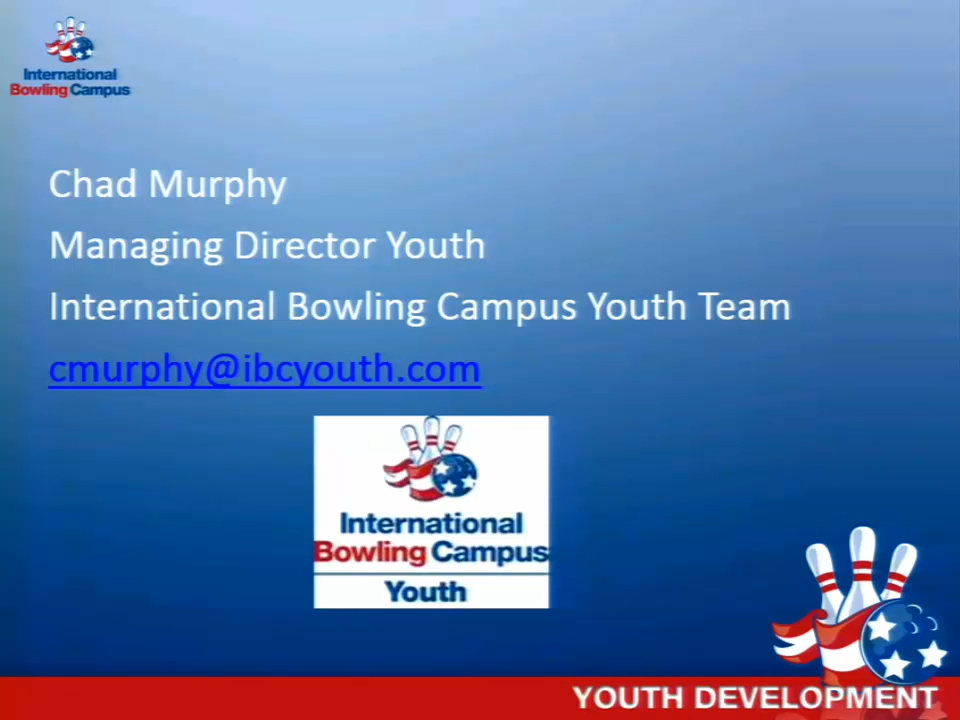 International
Bowling Campus
Chad Murphy
Managing Director Youth
International Bowling Campus Youth Team
cmurphy@ibcyouth.com
International
Bowling Campus
Youth
YOUTH DEVELOPMENT